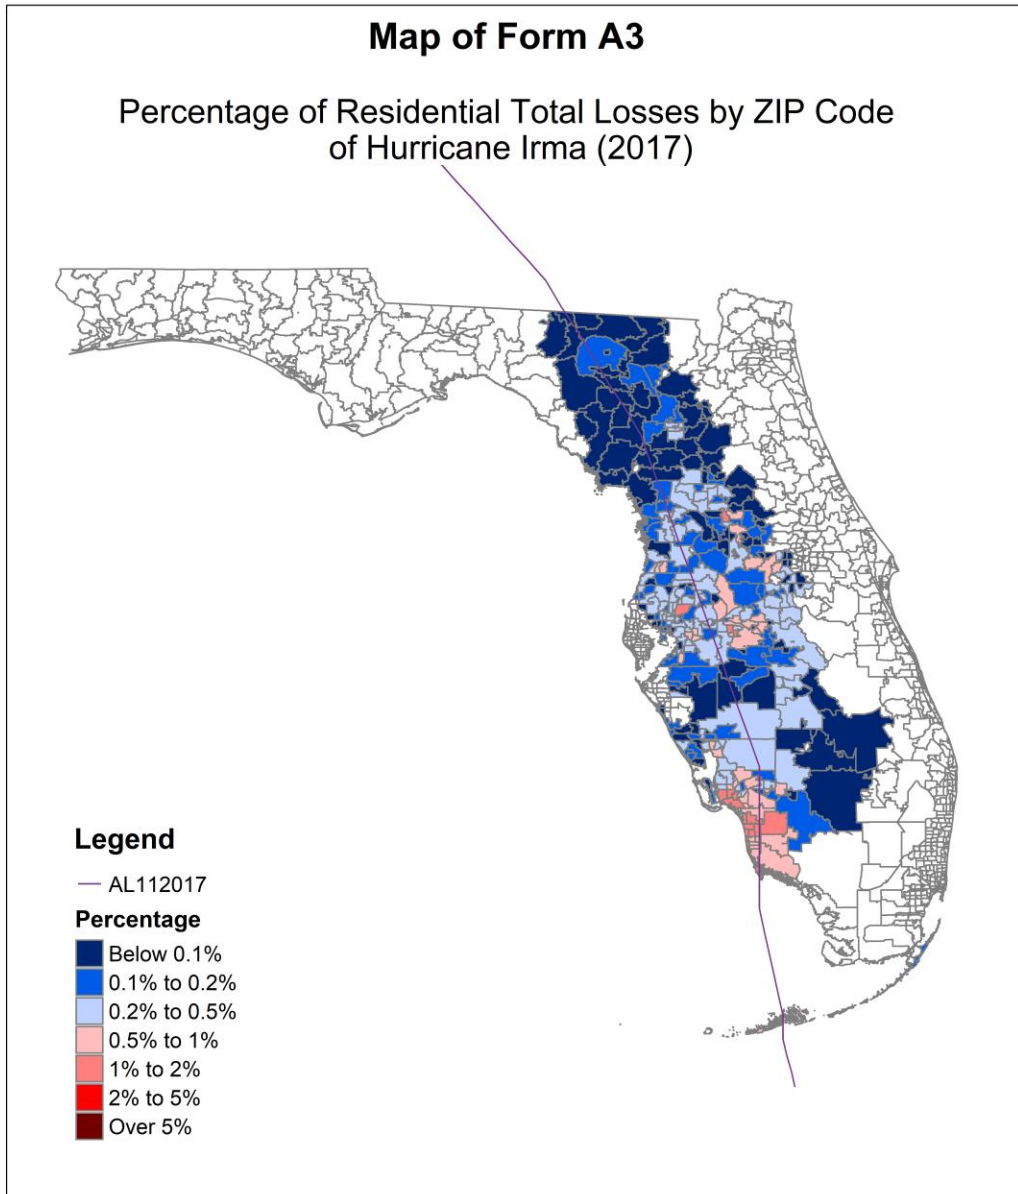 Map of Form A3
Percentage of Residential Total Losses by ZIP Code
of Hurricane Irma (2017)
Legend
AL112017
Percentage
Below 0.1%
0.1% to 0.2%
0.2% to 0.5%
0.5% to 1%
1% to 2%
2% to 5%
Over 5%